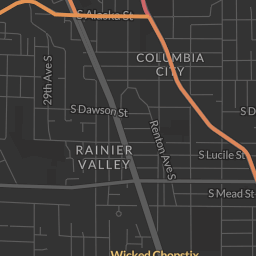 S Alaska St
COLUMBIA
CITY
29th Ave S
S Dawson St
S D
Renton Ave S
RAINIER
VALLEY
S Lucile St
S Mead St
Wicked Chopstix